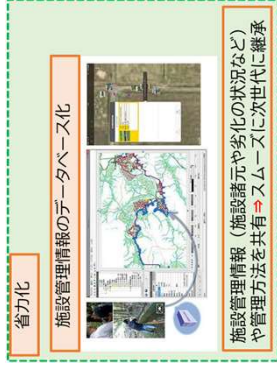 省力化
施設管理情報のデータベース化
施設管理情報（施設諸元や劣化の状況など）
や管理方法を共有⇒スムーズに次世代に継承